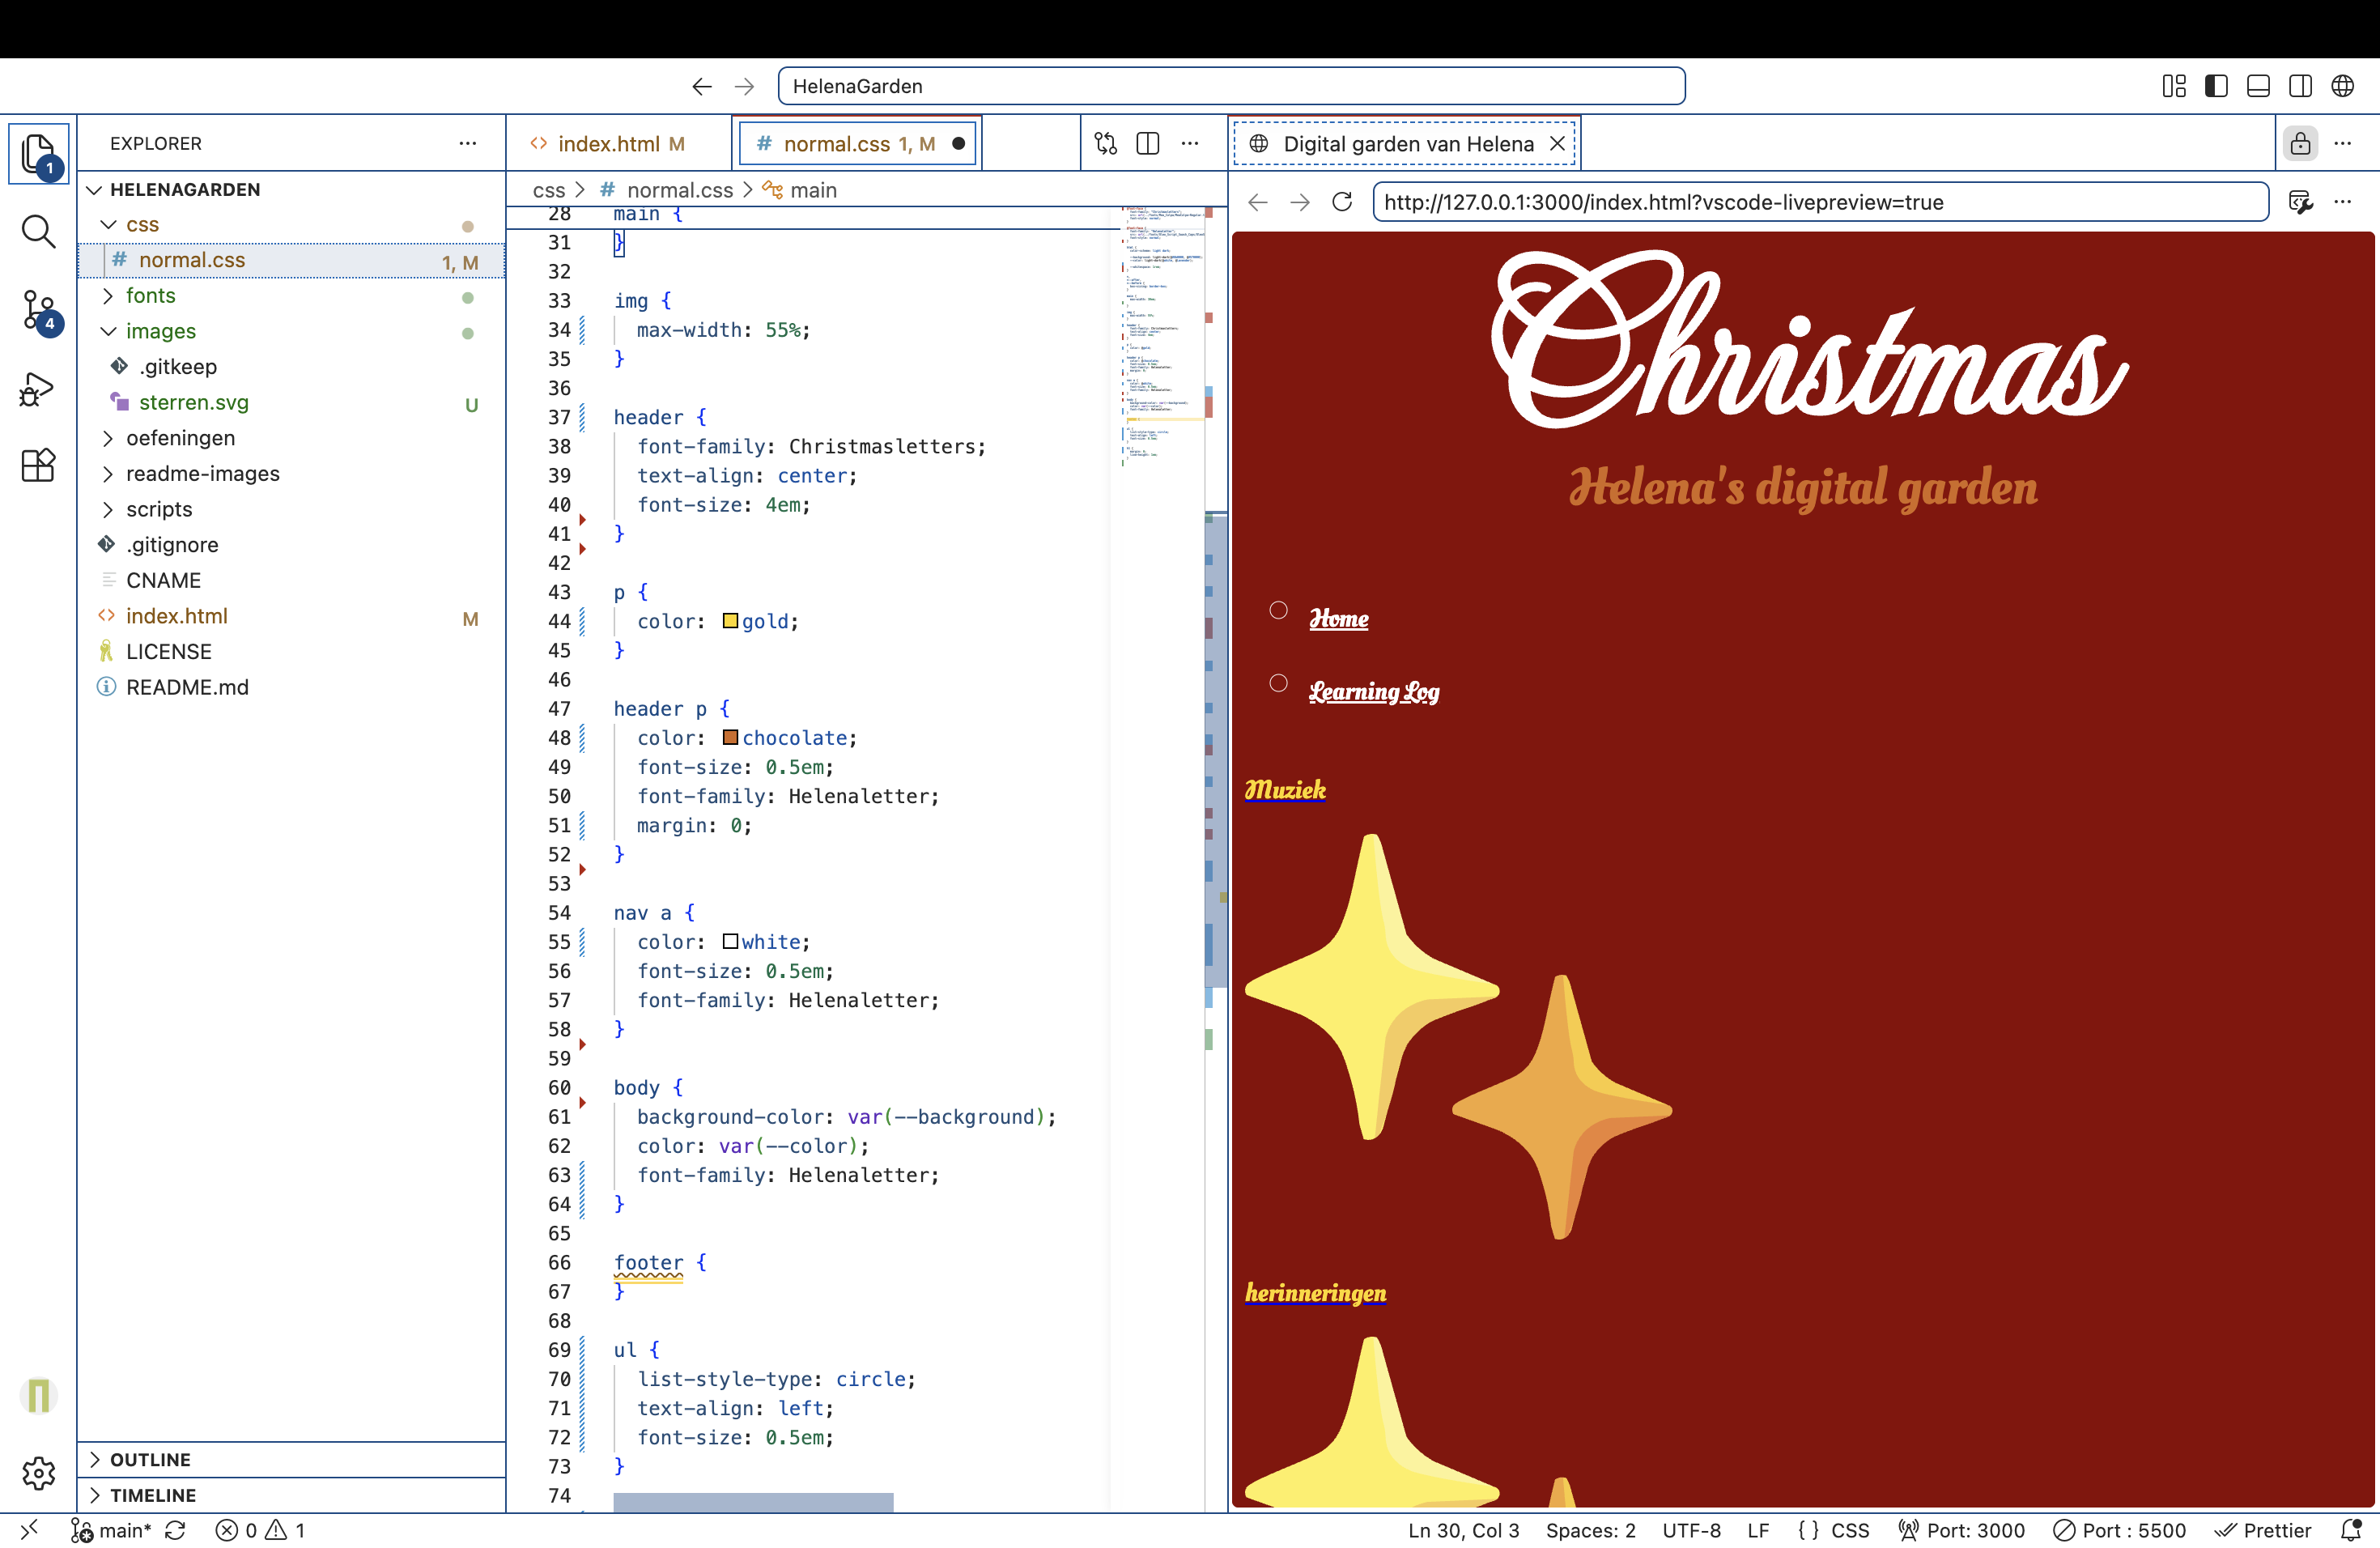 HelenaGarden
EXPLORER
HELENAGARDEN
css
# normal.css 1, M
fonts
images
.gitkeep
sterren.svg U
oefeningen
readme-images
scripts
.gitignore
CNAME
index.html M
LICENSE
README.md
OUTLINE
TIMELINE
1
4
index.html M
# normal.css 1, M
css > # normal.css > main
28 main {
31 }
32
33 img {
34 max-width: 55%;
35 }
36
37 header {
38 font-family: Christmasletters;
39 text-align: center;
40 font-size: 4em;
41 }
42
43 p {
44 color: gold;
45 }
46
47 header p {
48 color: chocolate;
49 font-size: 0.5em;
50 font-family: Helenaletter;
51 margin: 0;
52 }
53
54 nav a {
55 color: white;
56 font-size: 0.5em;
57 font-family: Helenaletter;
58 }
59
60 body {
61 background-color: var(--background);
62 color: var(--color);
63 font-family: Helenaletter;
64 }
65
66 footer {
67 }
68
69 ul {
70 list-style-type: circle;
71 text-align: left;
72 font-size: 0.5em;
73 }
74
Digital garden van Helena
http://127.0.0.1:3000/index.html?vscode-livepreview=true
Christmas
Helena's digital garden
Home
Learning Log
Muziek
herinneringen
main* 0 1
Ln 30, Col 3 Spaces: 2 UTF-8 LF { } CSS Port: 3000 Port : 5500 Prettier